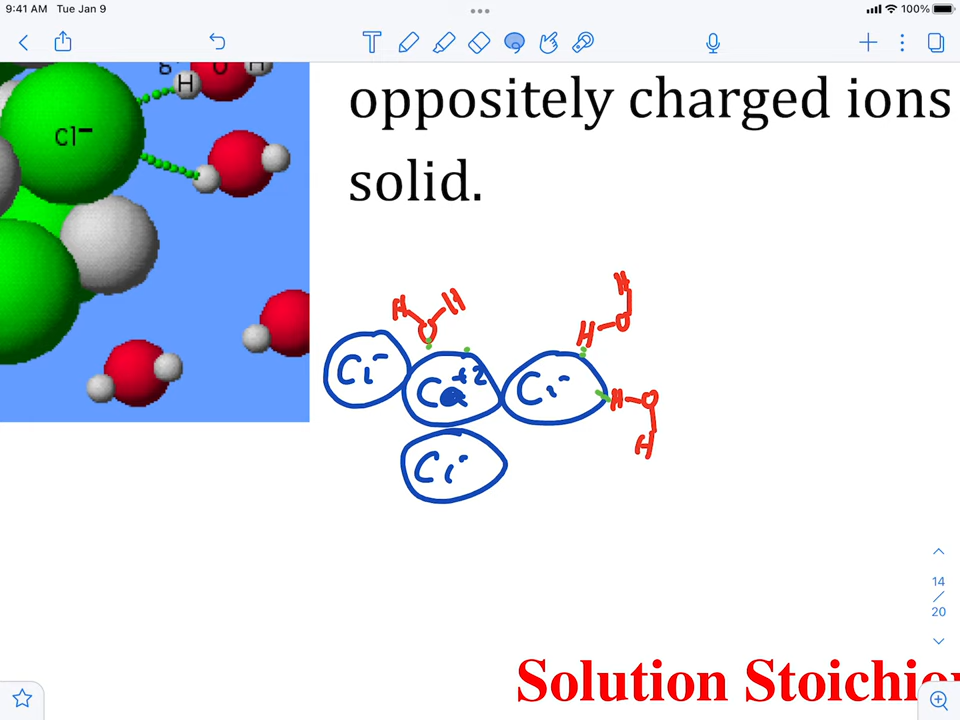 9:41 AM Tue Jan 9
100%
H
Cl⁻
oppositely charged ions
solid.
H H
O
H
H-O
Cl⁻
Ca⁺²
Cl⁻
H-O
H
Cl⁻
14
/
20
Solution Stoichio